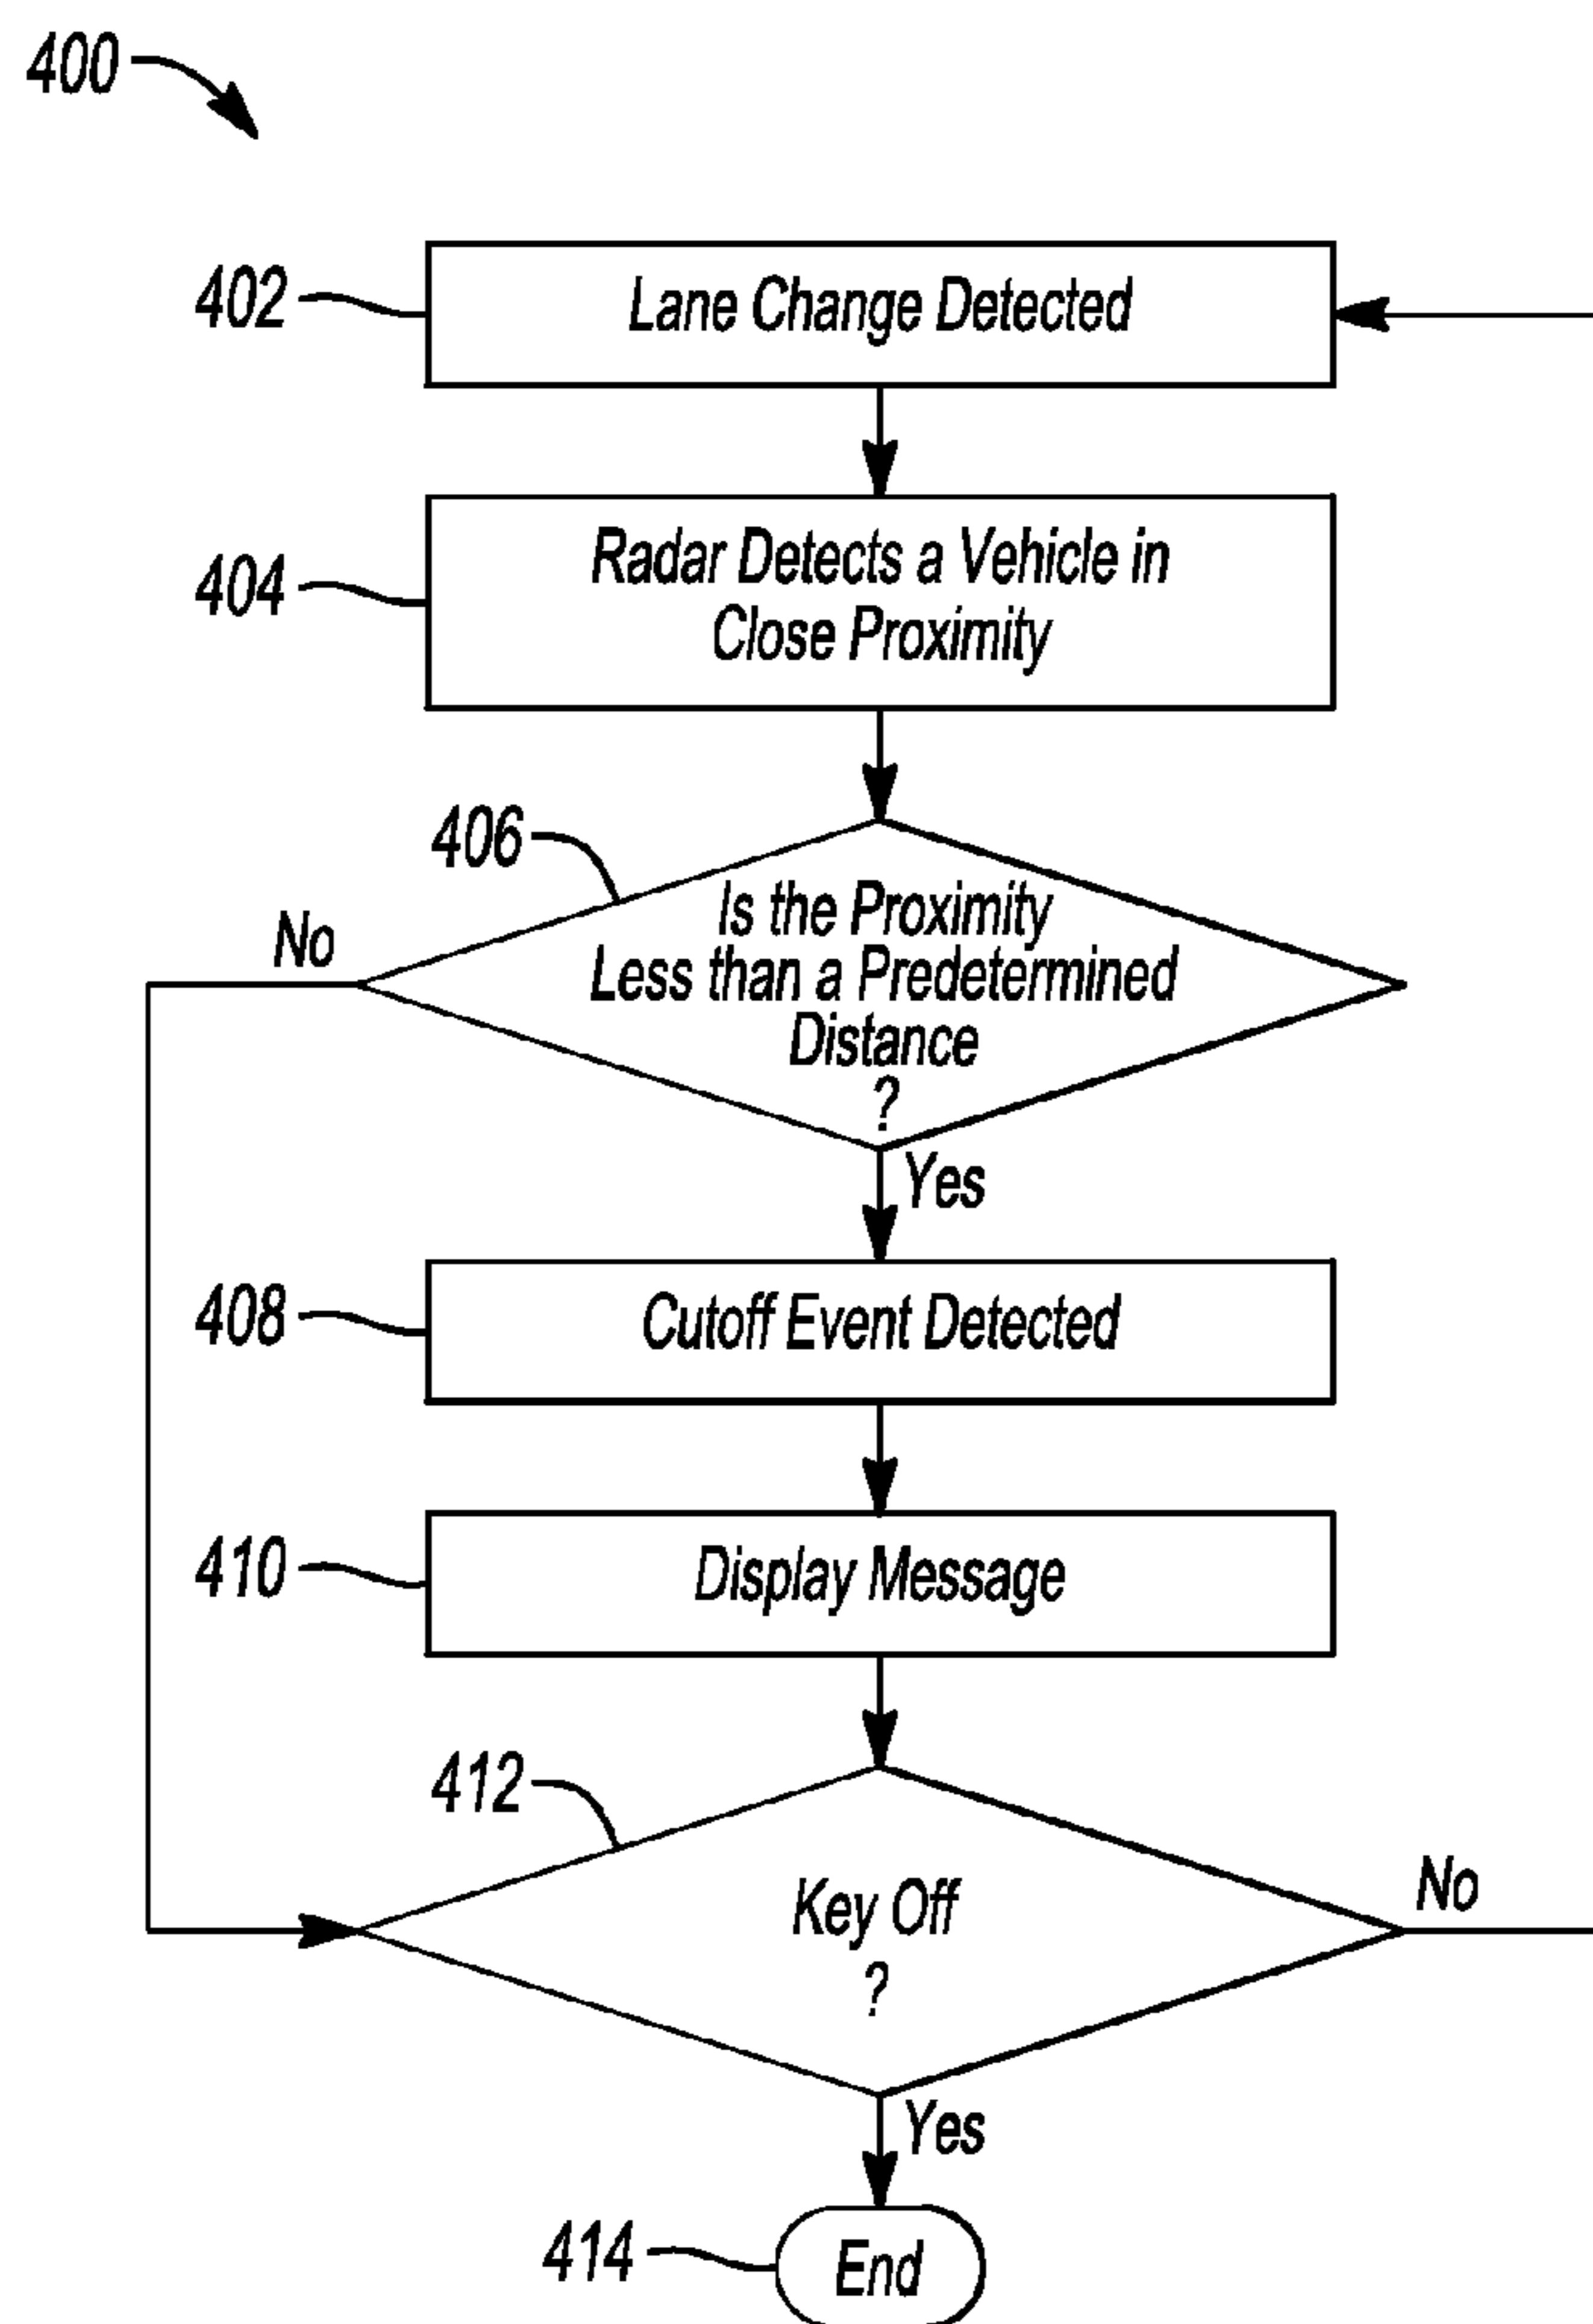 400
402
Lane Change Detected
404
Radar Detects a Vehicle in
Close Proximity
406
No
Is the Proximity
Less than a Predetermined
Distance
?
Yes
408
Cutoff Event Detected
410
Display Message
412
Key Off
?
No
Yes
414
End